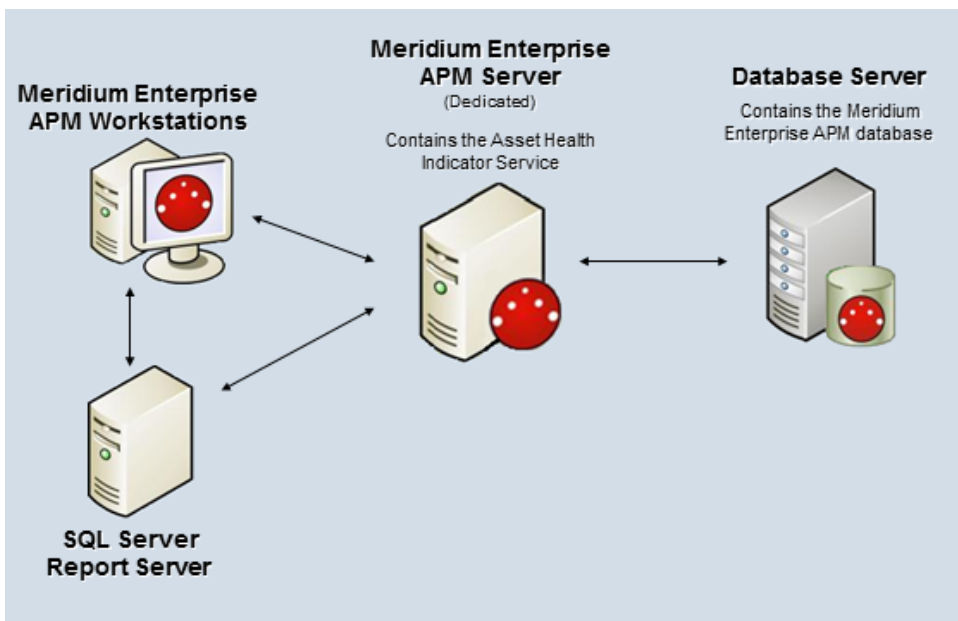 Meridium Enterprise
APM Workstations
Meridium Enterprise
APM Server
(Dedicated)
Contains the Asset Health
Indicator Service
Database Server
Contains the Meridium
Enterprise APM database
SQL Server
Report Server